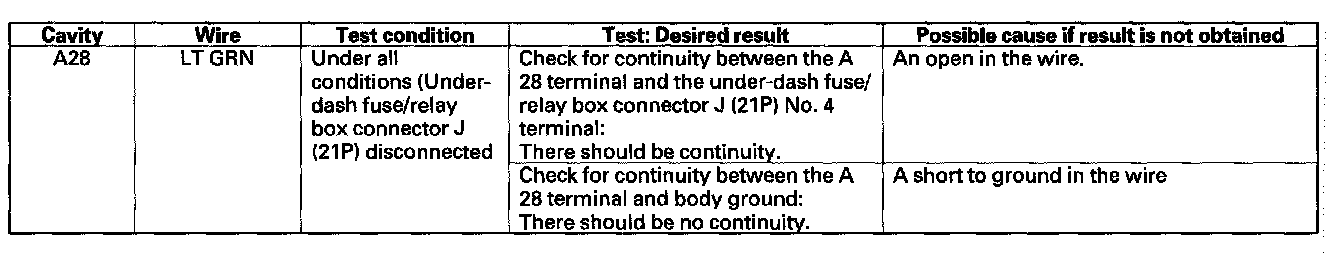 Cavity Wire Test condition Test: Desired result Possible cause if result is not obtained
A28 LT GRN Under all Check for continuity between the A An open in the wire.
conditions (Under- 28 terminal and the under-dash fuse/
dash fuse/relay relay box connector J (21P) No. 4
box connector J terminal:
(21P) disconnected There should be continuity.
Check for continuity between the A A short to ground in the wire
28 terminal and body ground:
There should be no continuity.